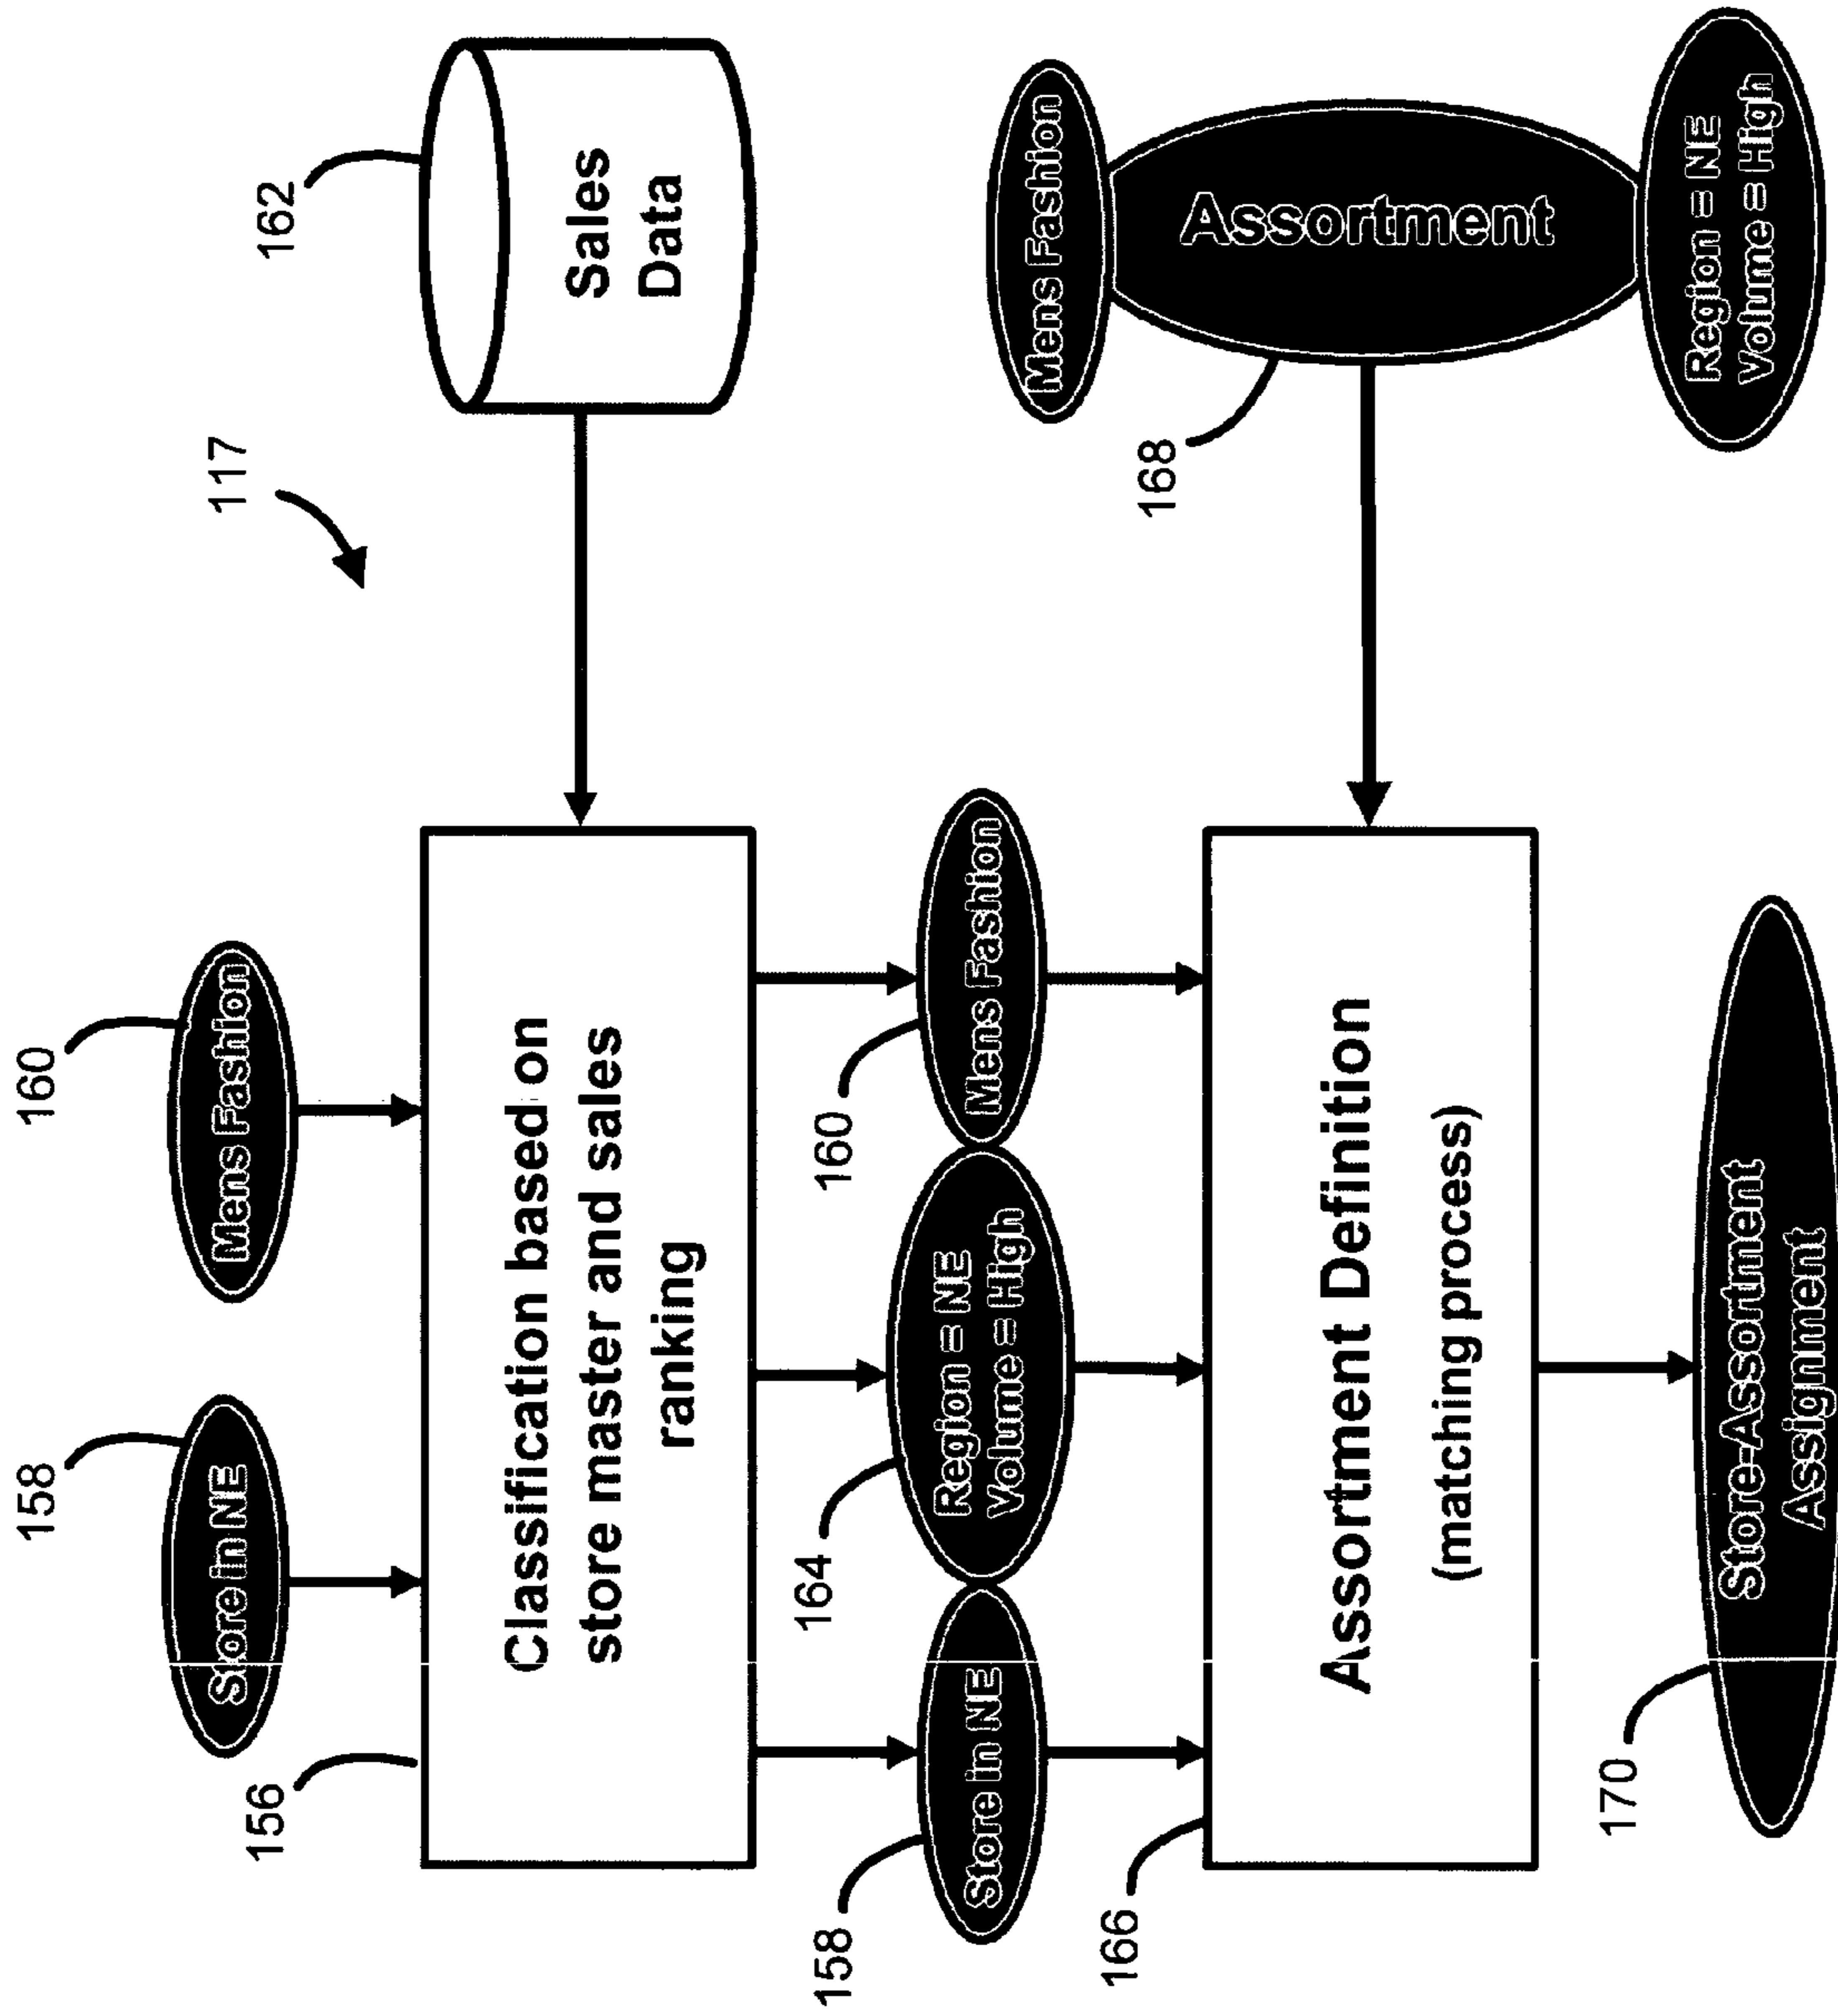 117
158
160
Store in NE
Mens Fashion
156
162
Classification based on
store master and sales
ranking
Sales
Data
158
164
160
Store in NE
Region = NE
Volume = High
Mens Fashion
Mens Fashion
166
168
Assortment Definition
(matching process)
Assortment
Region = NE
Volume = High
170
Store-Assortment
Assignment